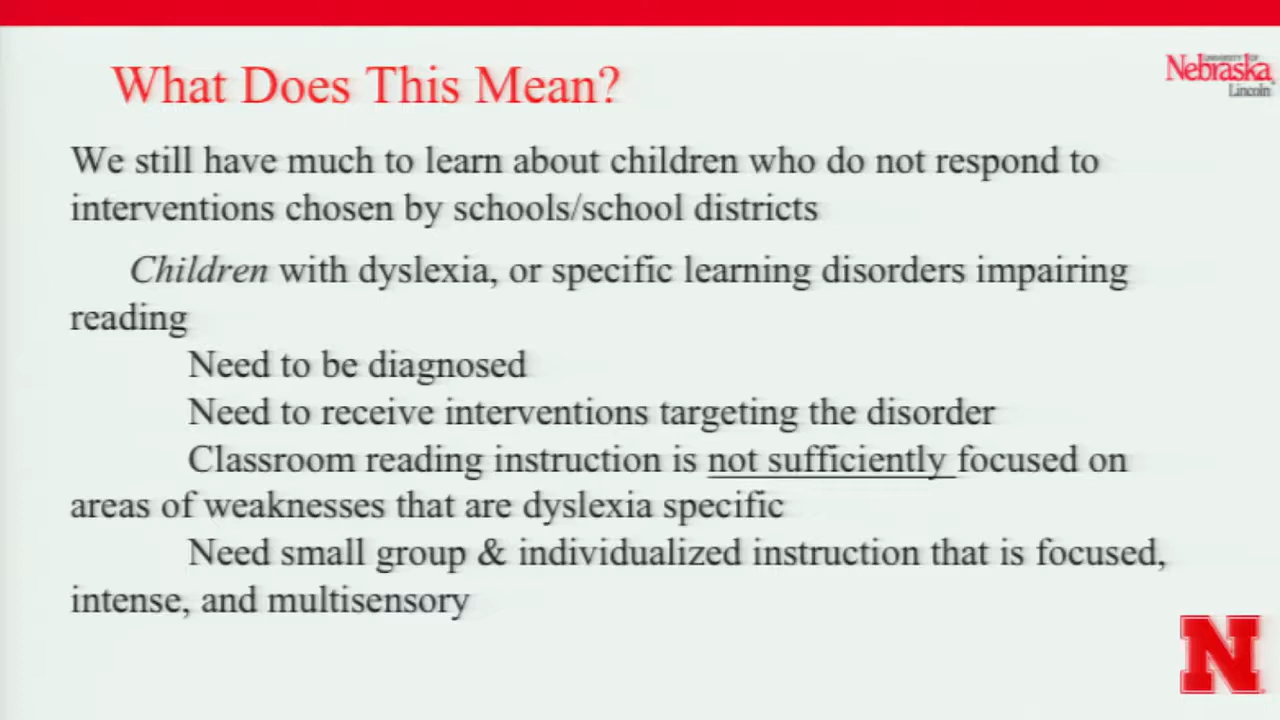 What Does This Mean?
UNIVERSITY OF
Nebraska
Lincoln
We still have much to learn about children who do not respond to
interventions chosen by schools/school districts
Children with dyslexia, or specific learning disorders impairing
reading
Need to be diagnosed
Need to receive interventions targeting the disorder
Classroom reading instruction is not sufficiently focused on
areas of weaknesses that are dyslexia specific
Need small group & individualized instruction that is focused,
intense, and multisensory
N